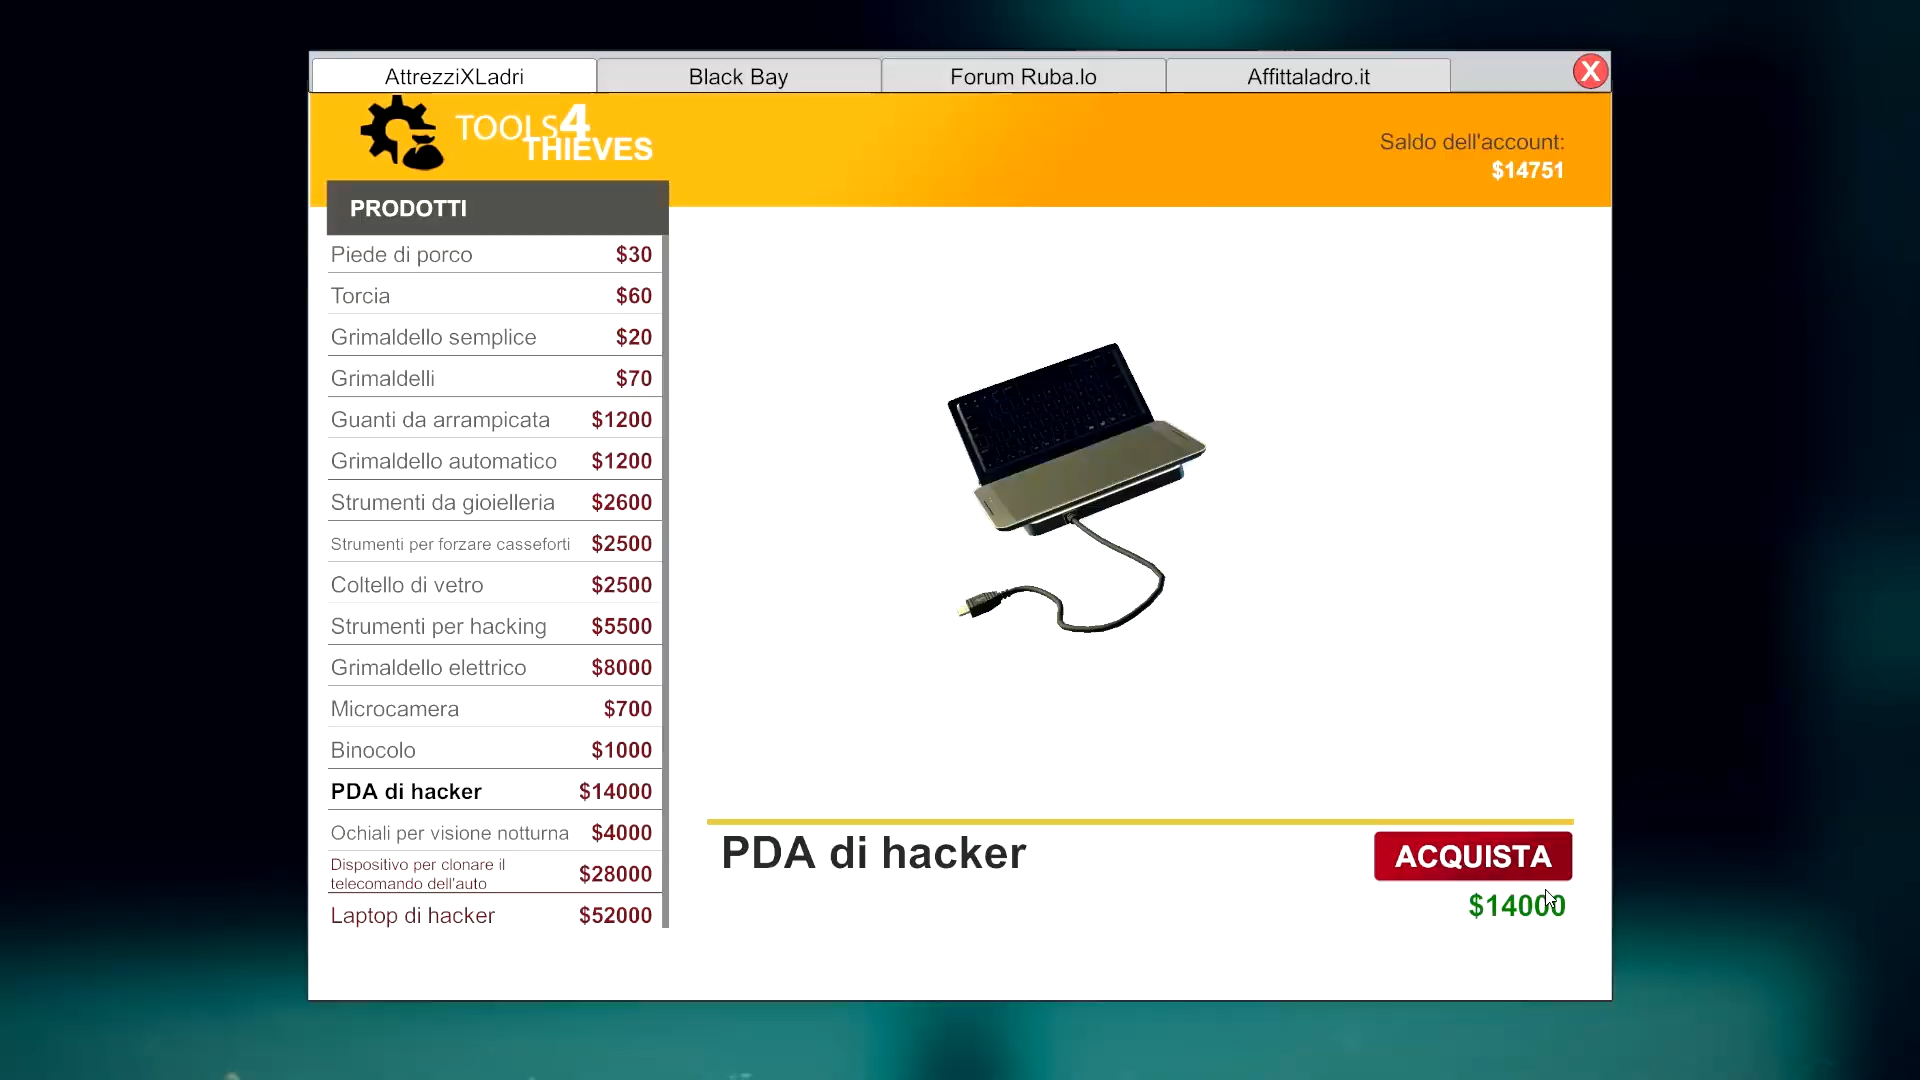 AttrezziXLadri
Black Bay
Forum Ruba.lo
Affittaladro.it
X
TOOLS4
THIEVES
Saldo dell'account:
$14751
PRODOTTI
Piede di porco $30
Torcia $60
Grimaldello semplice $20
Grimaldelli $70
Guanti da arrampicata $1200
Grimaldello automatico $1200
Strumenti da gioielleria $2600
Strumenti per forzare casseforti $2500
Coltello di vetro $2500
Strumenti per hacking $5500
Grimaldello elettrico $8000
Microcamera $700
Binocolo $1000
PDA di hacker $14000
Ochiali per visione notturna $4000
Dispositivo per clonare il
telecomando dell'auto $28000
Laptop di hacker $52000
PDA di hacker
ACQUISTA
$14000